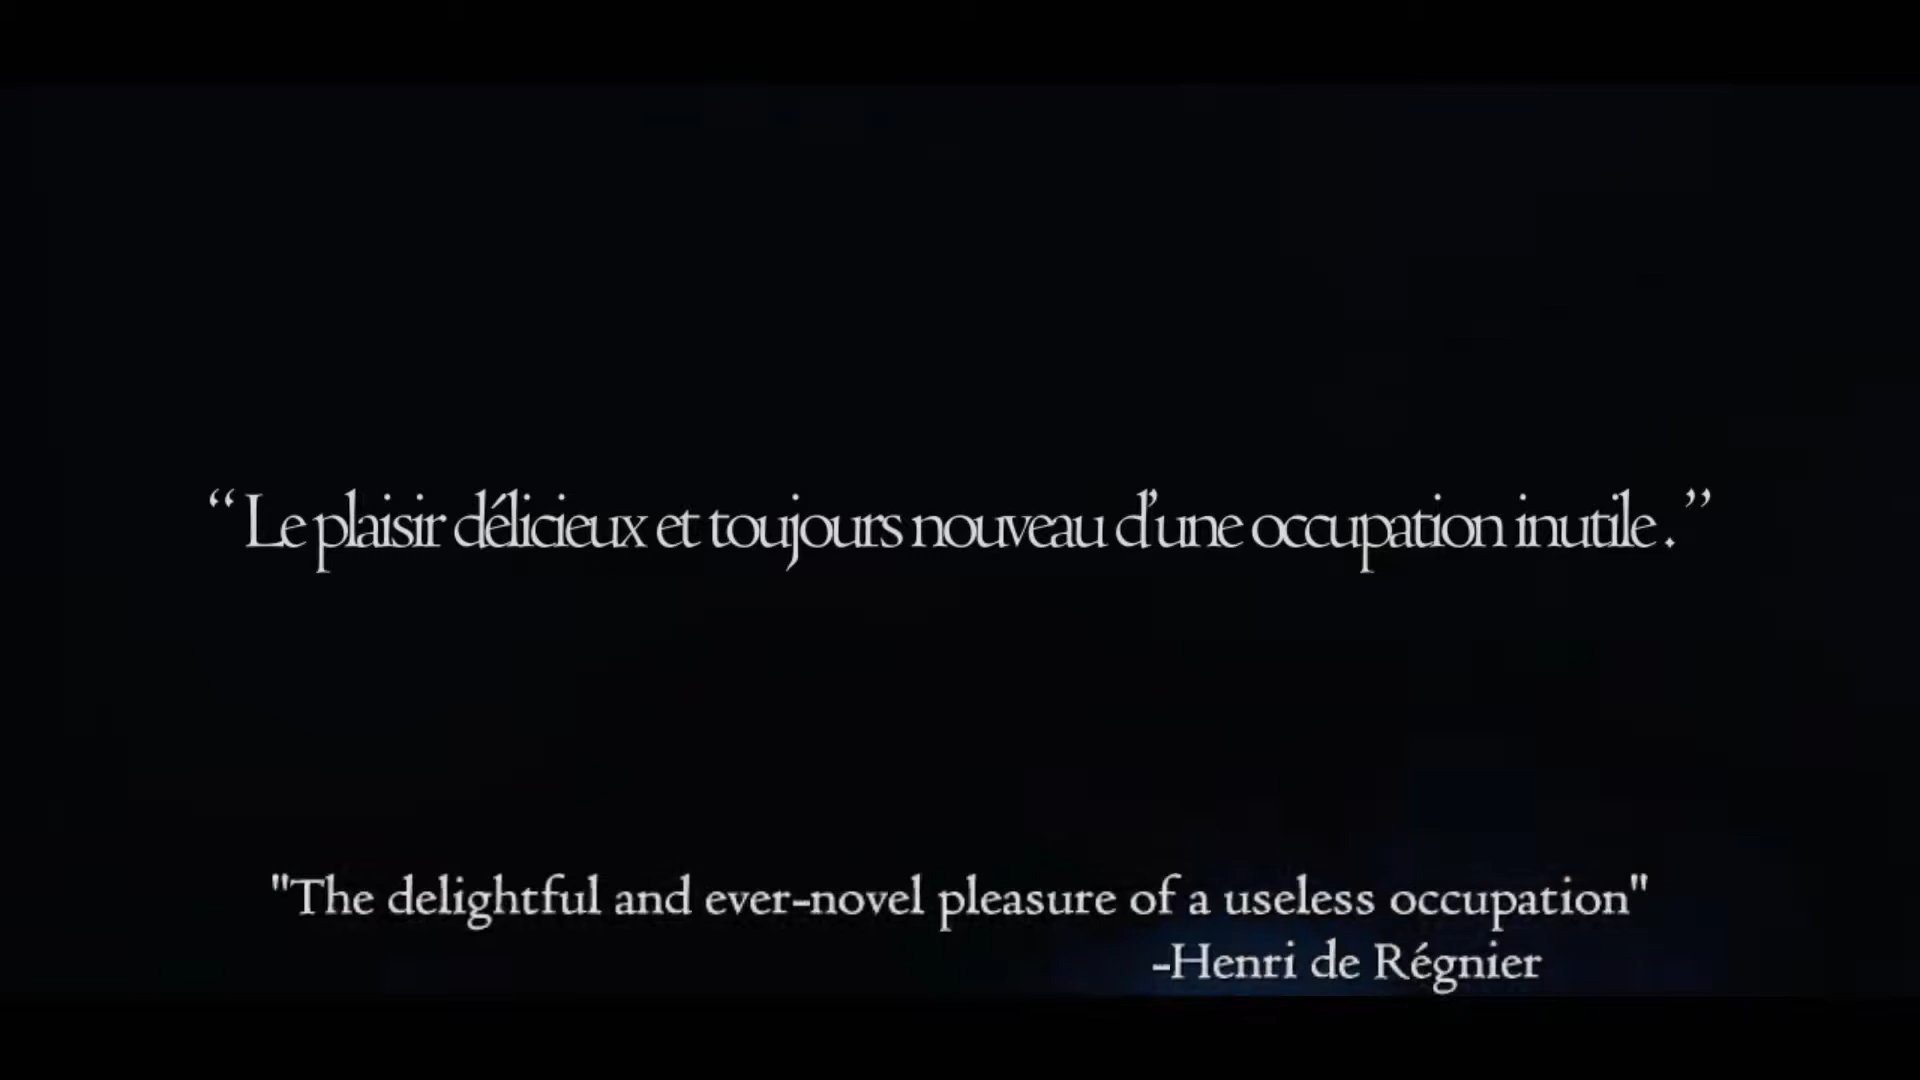 “Le plaisir délicieux et toujours nouveau d’une occupation inutile.”
"The delightful and ever-novel pleasure of a useless occupation"
-Henri de Régnier